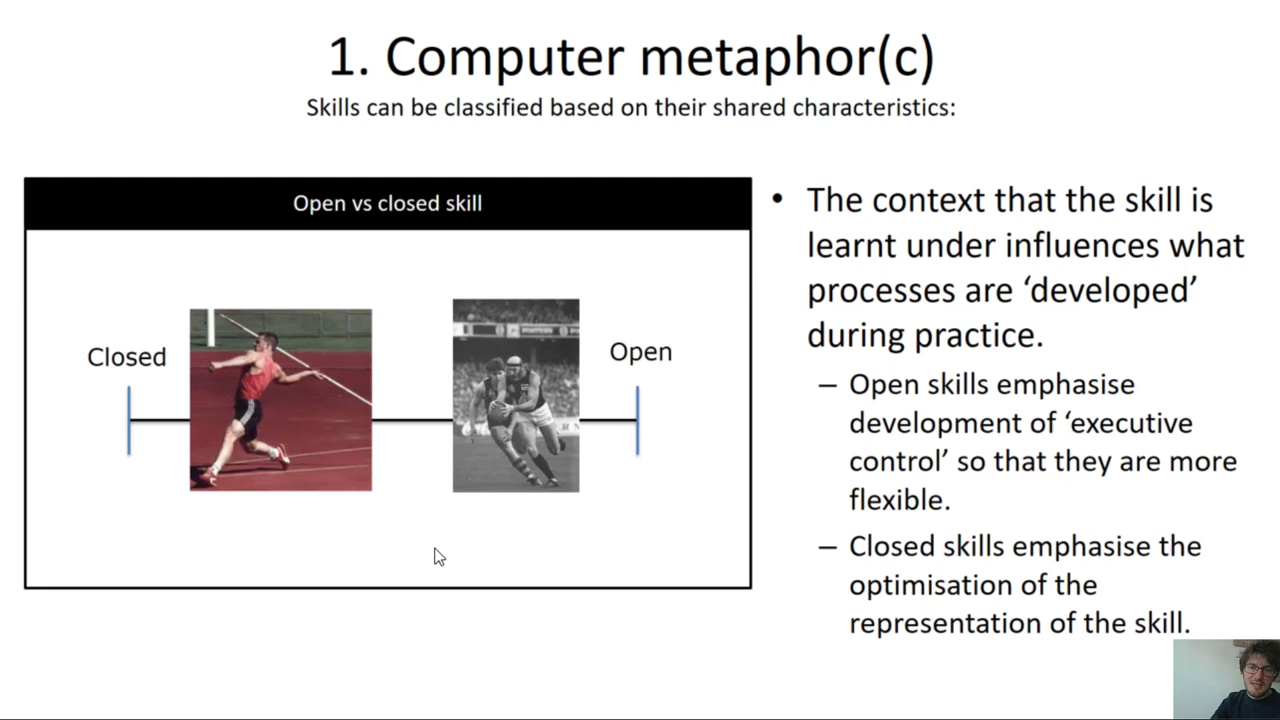 1. Computer metaphor(c)
Skills can be classified based on their shared characteristics:
Open vs closed skill
Closed
Open
• The context that the skill is
learnt under influences what
processes are ‘developed’
during practice.
– Open skills emphasise
development of ‘executive
control’ so that they are more
flexible.
– Closed skills emphasise the
optimisation of the
representation of the skill.